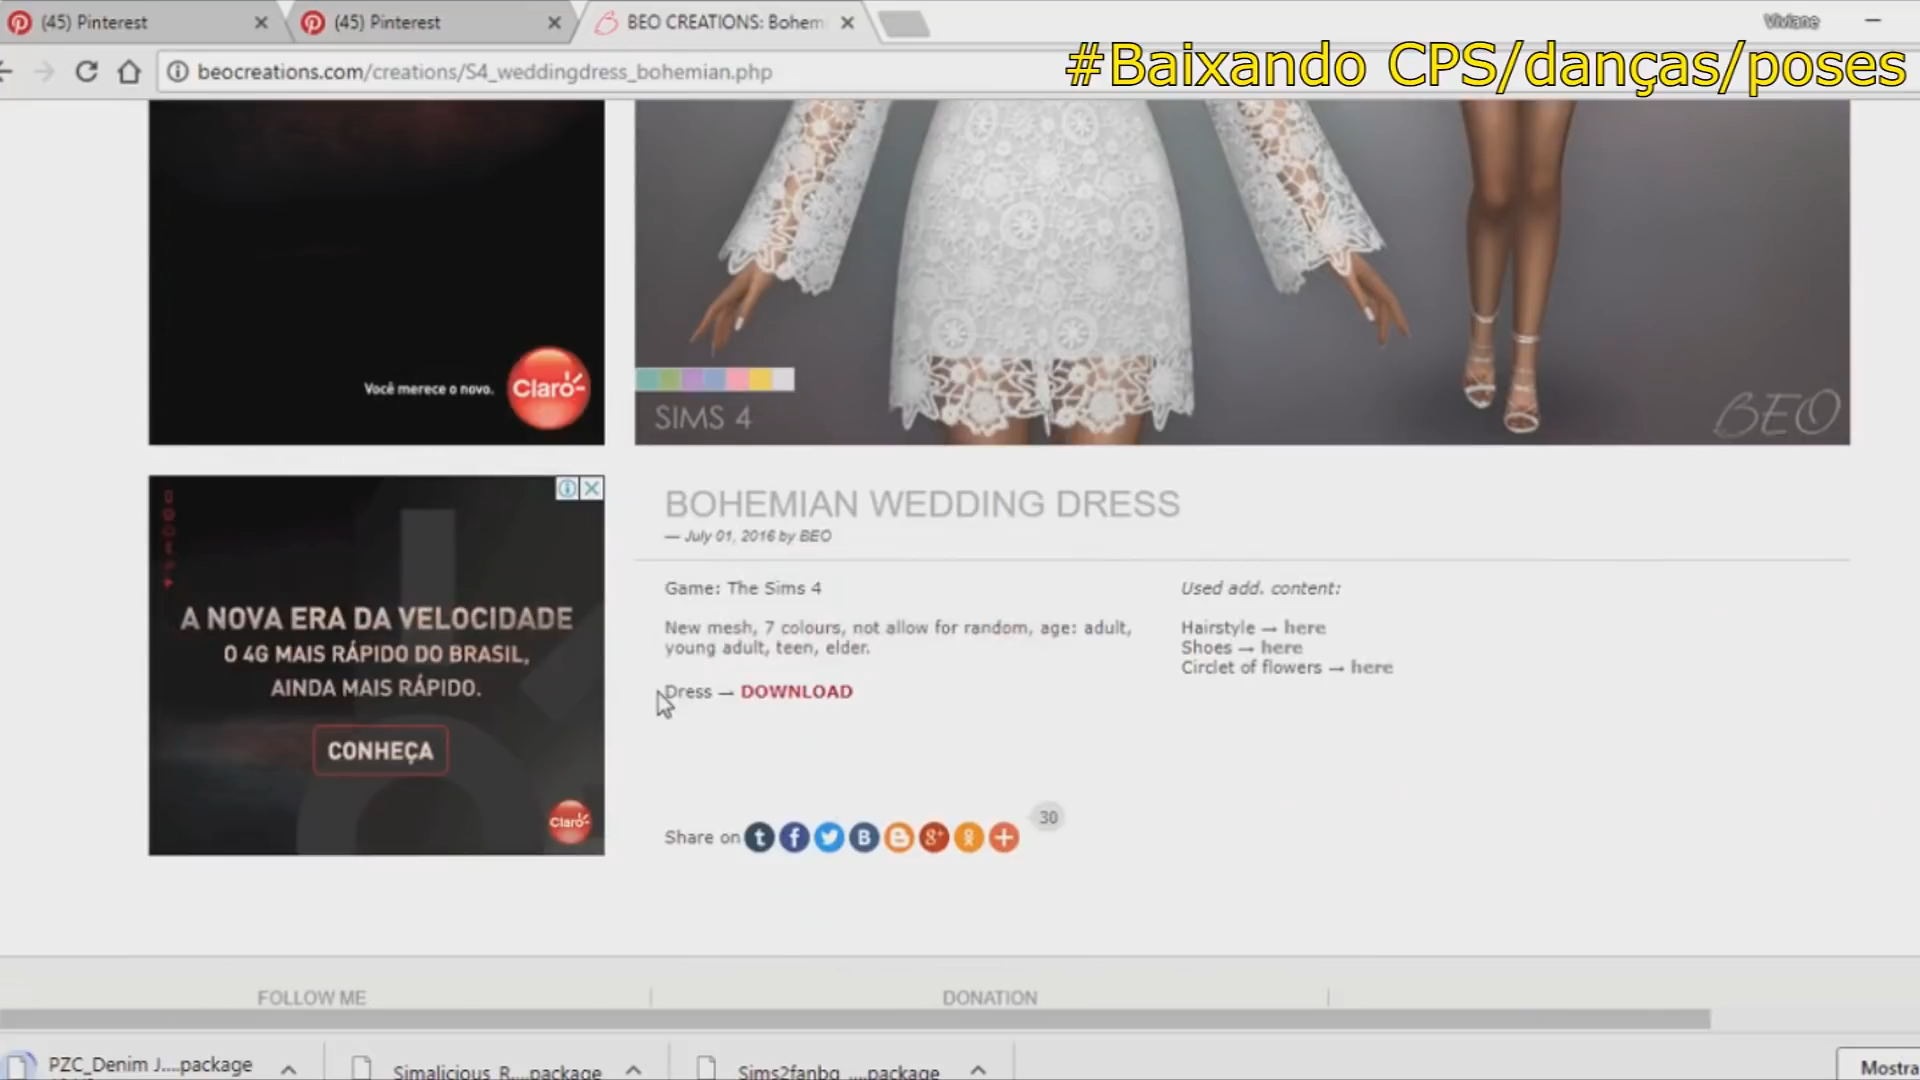 (45) Pinterest
(45) Pinterest
BEO CREATIONS: Bohem
Viviane
beocreations.com/creations/S4_weddingdress_bohemian.php
#Baixando CPS/danças/poses
Você merece o novo.
Claro
SIMS 4
BEO
A NOVA ERA DA VELOCIDADE
O 4G MAIS RÁPIDO DO BRASIL,
AINDA MAIS RÁPIDO.
CONHEÇA
Claro
BOHEMIAN WEDDING DRESS
— July 01, 2016 by BEO
Game: The Sims 4
New mesh, 7 colours, not allow for random, age: adult,
young adult, teen, elder.
Dress → DOWNLOAD
Used add. content:
Hairstyle → here
Shoes → here
Circlet of flowers → here
Share on
30
FOLLOW ME
DONATION
PZC_Denim J....package
Simalicious_R....package
Sims2fanbg_....package
Mostra